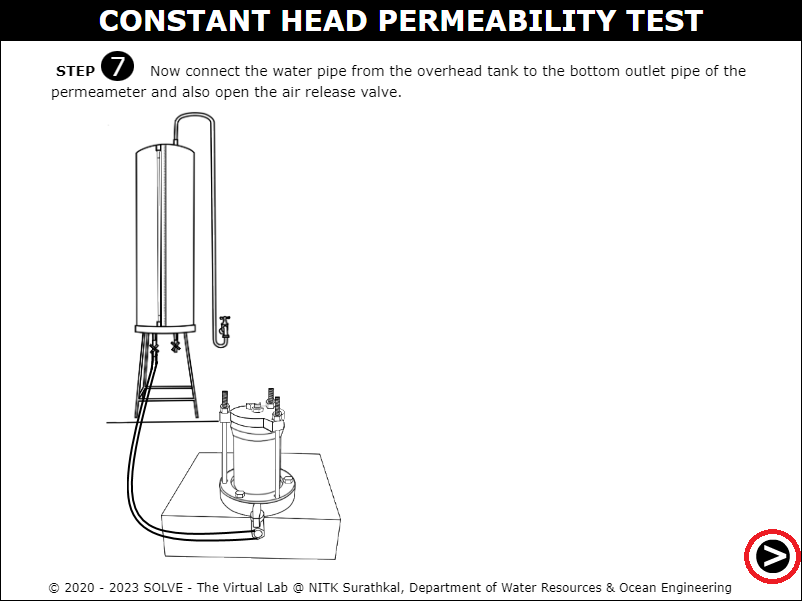 CONSTANT HEAD PERMEABILITY TEST
STEP 7 Now connect the water pipe from the overhead tank to the bottom outlet pipe of the
permeameter and also open the air release valve.
>
© 2020 - 2023 SOLVE - The Virtual Lab @ NITK Surathkal, Department of Water Resources & Ocean Engineering